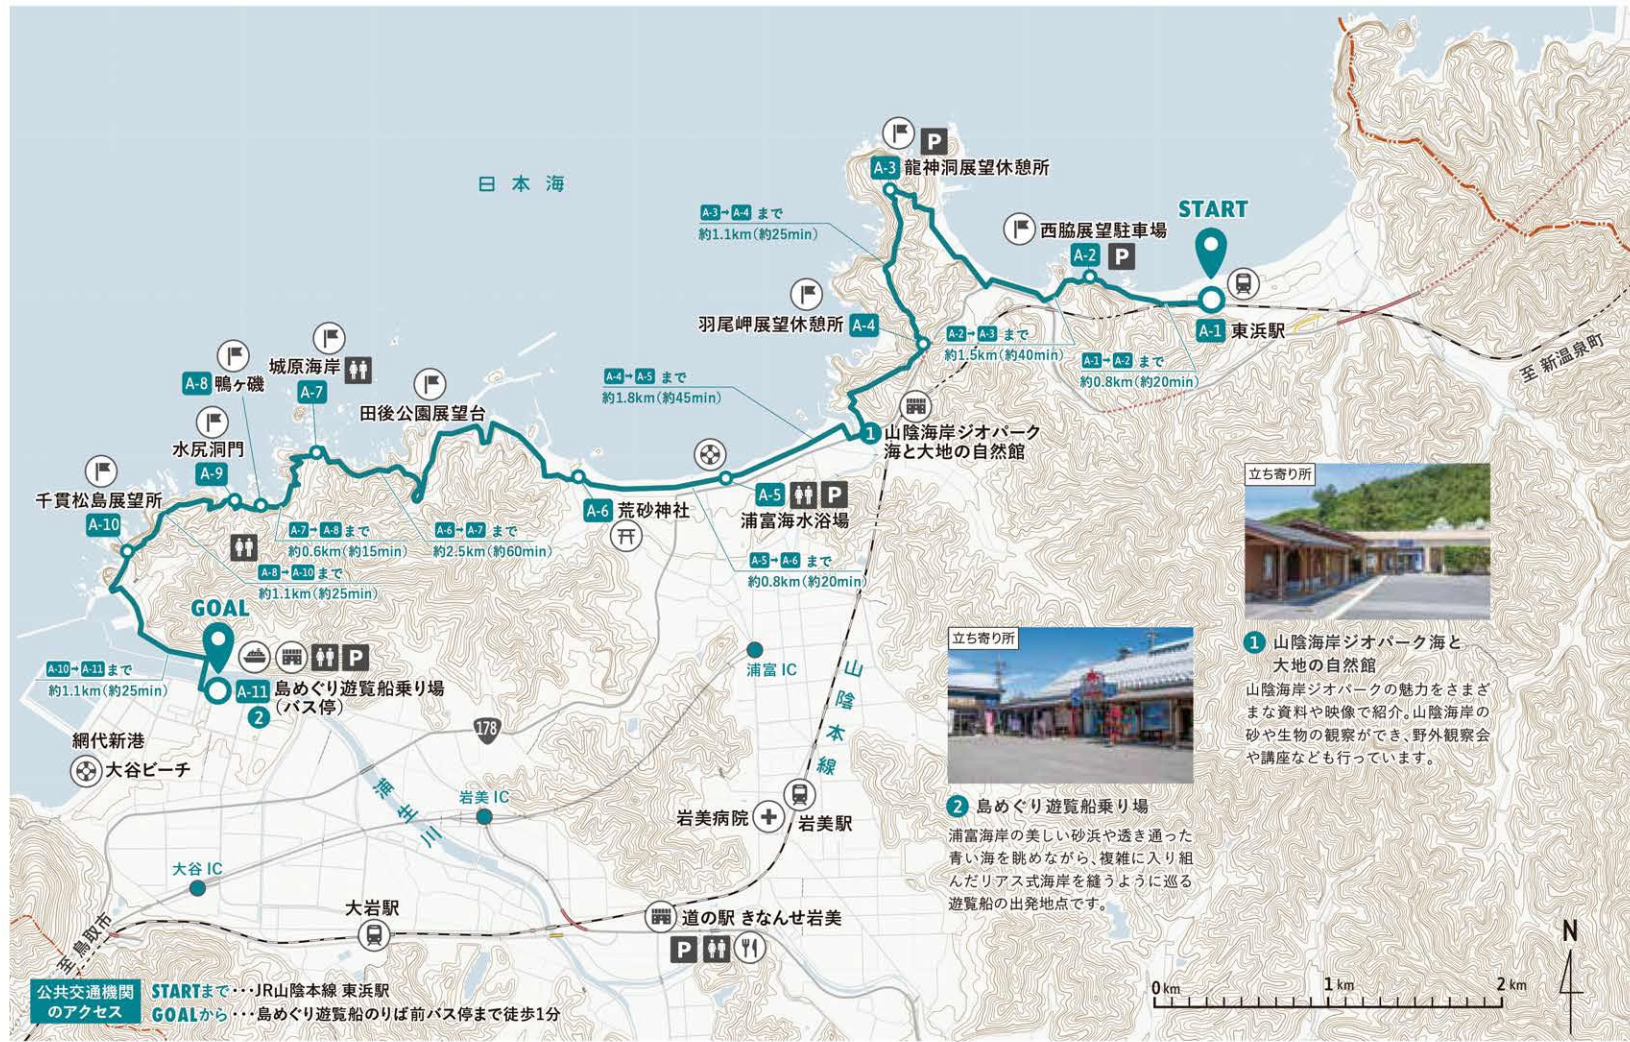 日本海
START
A-1 東浜駅
A-1→A-2 まで
約0.8km(約20min)
西脇展望駐車場
A-2 P
A-2→A-3 まで
約1.5km(約40min)
P
A-3 龍神洞展望休憩所
A-3→A-4 まで
約1.1km(約25min)
羽尾岬展望休憩所 A-4
A-4→A-5 まで
約1.8km(約45min)
1 山陰海岸ジオパーク
海と大地の自然館
A-5 P
浦富海水浴場
A-5→A-6 まで
約0.8km(約20min)
A-6 荒砂神社
A-6→A-7 まで
約2.5km(約60min)
田後公園展望台
城原海岸
A-7
A-7→A-8 まで
約0.6km(約15min)
A-8 鴨ヶ磯
A-8→A-10 まで
約1.1km(約25min)
水尻洞門
A-9
千貫松島展望所
A-10
A-10→A-11 まで
約1.1km(約25min)
GOAL
P
A-11 島めぐり遊覧船乗り場
(バス停)
2
網代新港
大谷ビーチ
蒲生川
178
岩美 IC
大谷 IC
浦富 IC
山陰本線
岩美病院
岩美駅
大岩駅
道の駅 きなんせ岩美
P
至 鳥取市
至 新温泉町
立ち寄り所
1 山陰海岸ジオパーク海と
大地の自然館
山陰海岸ジオパークの魅力をさまざ
まな資料や映像で紹介。山陰海岸の
砂や生物の観察ができ、野外観察会
や講座なども行っています。
立ち寄り所
2 島めぐり遊覧船乗り場
浦富海岸の美しい砂浜や透き通った
青い海を眺めながら、複雑に入り組
んだリアス式海岸を縫うように巡る
遊覧船の出発地点です。
公共交通機関
のアクセス
STARTまで・・・JR山陰本線 東浜駅
GOALから・・・島めぐり遊覧船のりば前バス停まで徒歩1分
0 km 1 km 2 km
N